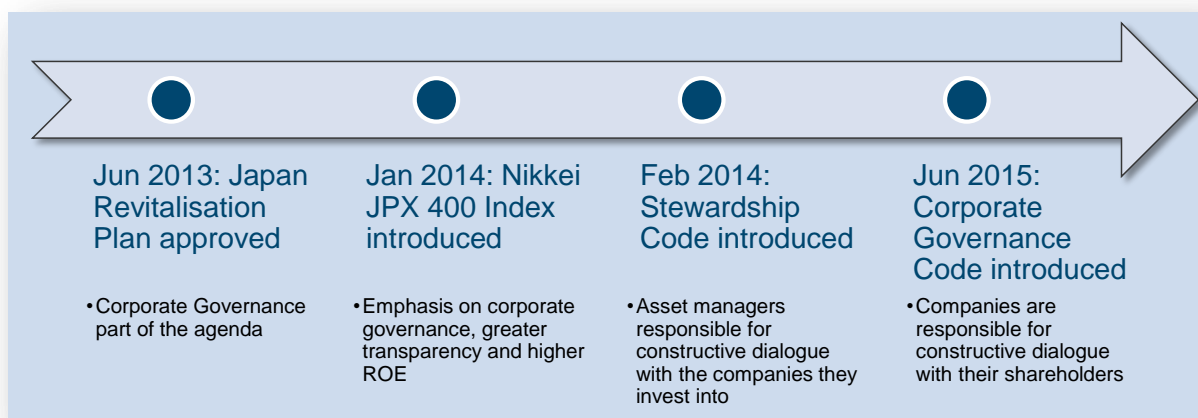 Jun 2013: Japan
Revitalisation
Plan approved
•Corporate Governance
part of the agenda
Jan 2014: Nikkei
JPX 400 Index
introduced
•Emphasis on corporate
governance, greater
transparency and higher
ROE
Feb 2014:
Stewardship
Code introduced
•Asset managers
responsible for
constructive dialogue
with the companies they
invest into
Jun 2015:
Corporate
Governance
Code introduced
•Companies are
responsible for
constructive dialogue
with their shareholders